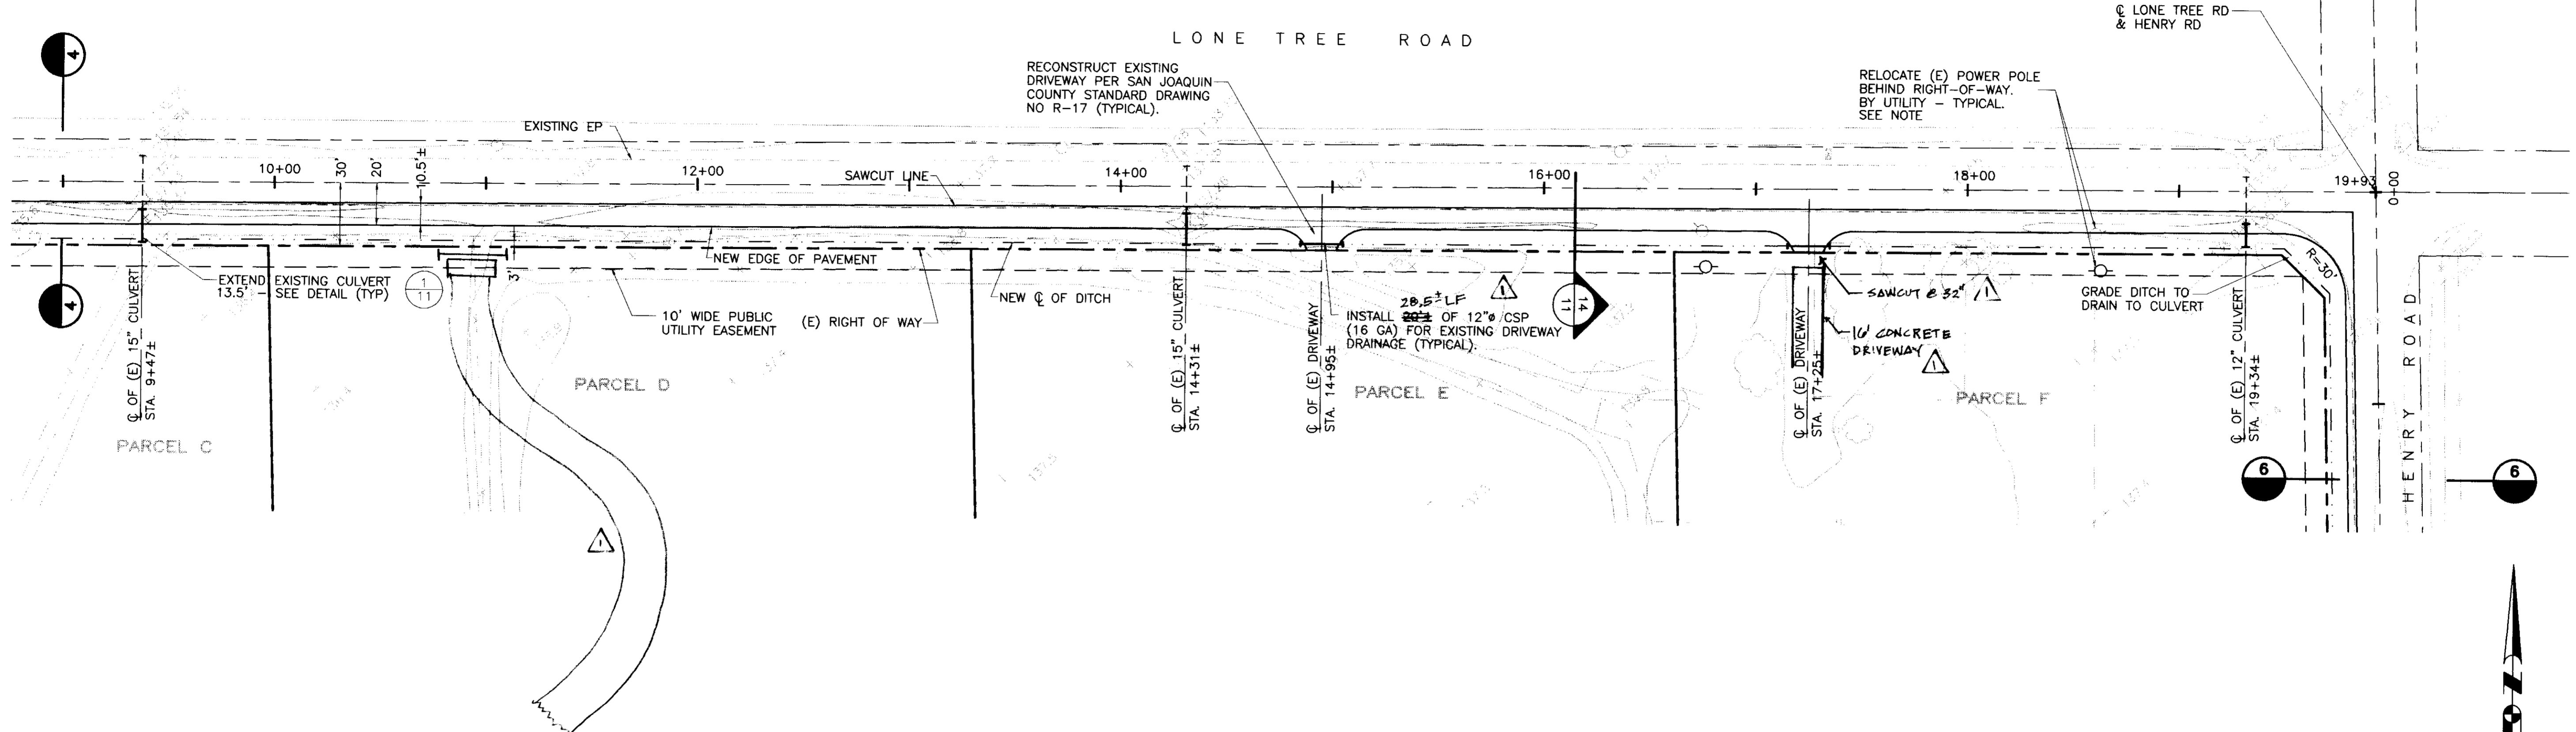 LONE TREE ROAD
℄ LONE TREE RD
& HENRY RD
4
RECONSTRUCT EXISTING
DRIVEWAY PER SAN JOAQUIN
COUNTY STANDARD DRAWING
NO R-17 (TYPICAL).
RELOCATE (E) POWER POLE
BEHIND RIGHT-OF-WAY.
BY UTILITY - TYPICAL.
SEE NOTE
EXISTING EP
10+00
30'
20'
10.5'±
12+00
SAWCUT LINE
14+00
16+00
18+00
19+93
0+00
NEW EDGE OF PAVEMENT
3'
EXTEND EXISTING CULVERT
13.5' - SEE DETAIL (TYP)
1
11
4
10' WIDE PUBLIC
UTILITY EASEMENT
(E) RIGHT OF WAY
NEW ℄ OF DITCH
28.5'± LF
1
INSTALL 20'± OF 12"ø CSP
(16 GA) FOR EXISTING DRIVEWAY
DRAINAGE (TYPICAL).
14
11
SAWCUT @ 32"
1
16' CONCRETE
DRIVEWAY
1
GRADE DITCH TO
DRAIN TO CULVERT
R=30'
℄ OF (E) 15" CULVERT
STA. 9+47±
℄ OF (E) 15" CULVERT
STA. 14+31±
℄ OF (E) DRIVEWAY
STA. 14+95±
℄ OF (E) DRIVEWAY
STA. 17+25±
℄ OF (E) 12" CULVERT
STA. 19+34±
PARCEL C
PARCEL D
PARCEL E
PARCEL F
HENRY ROAD
6
6
1
137.5